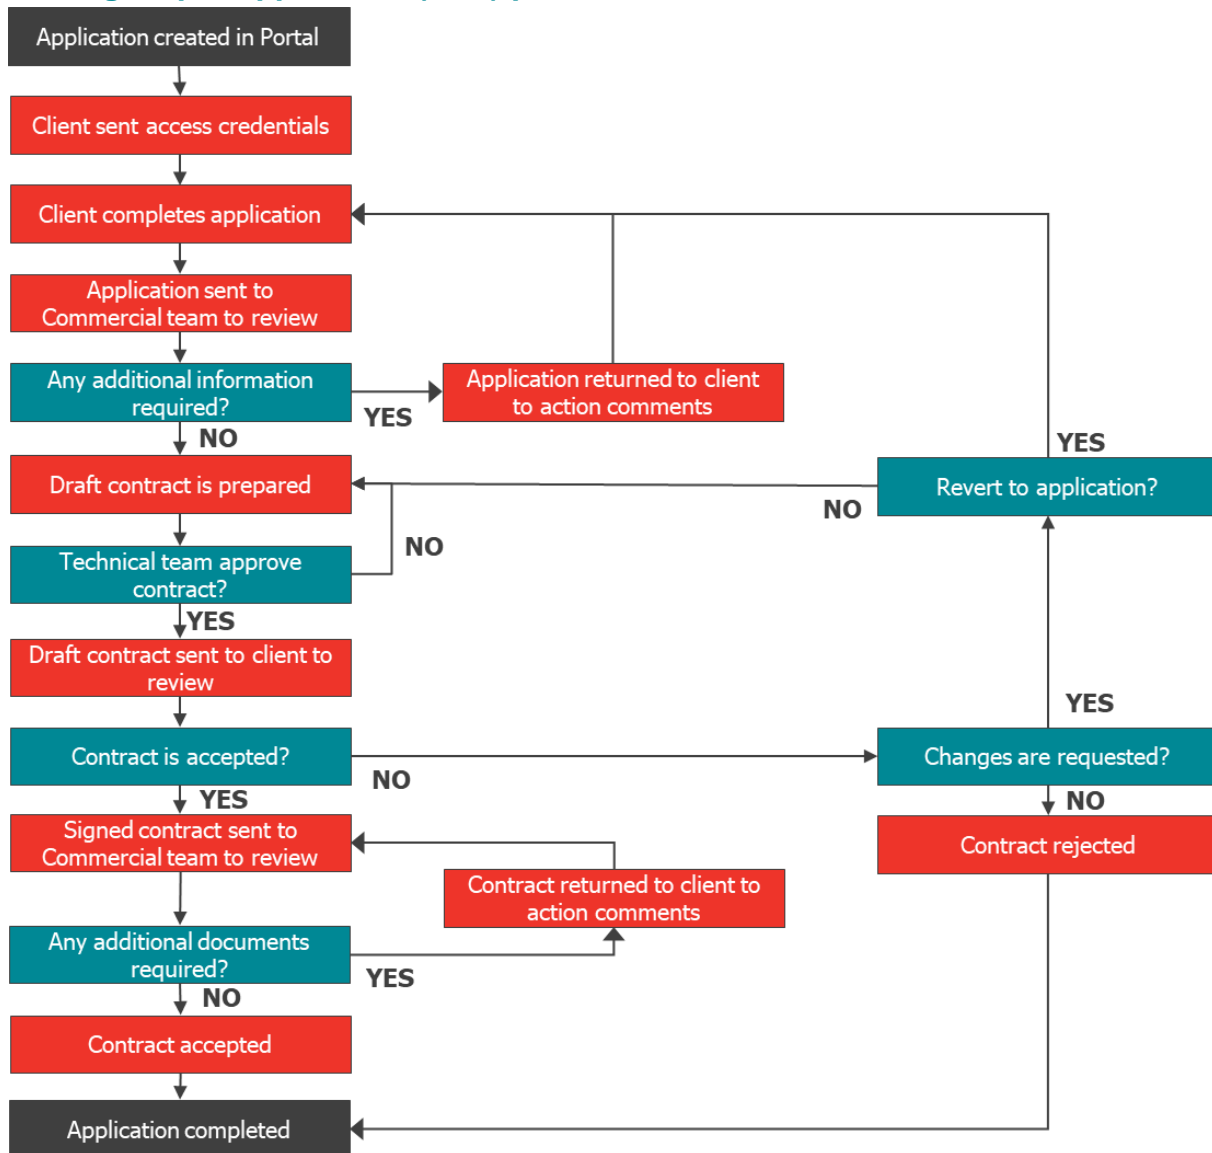 Application created in Portal
Client sent access credentials
Client completes application
Application sent to
Commercial team to review
Any additional information
required?
YES
Application returned to client
to action comments
NO
YES
Draft contract is prepared
Revert to application?
NO
NO
Technical team approve
contract?
YES
Draft contract sent to client to
review
YES
Contract is accepted?
Changes are requested?
NO
YES
NO
Signed contract sent to
Commercial team to review
Contract rejected
Contract returned to client to
action comments
Any additional documents
required?
YES
NO
Contract accepted
Application completed